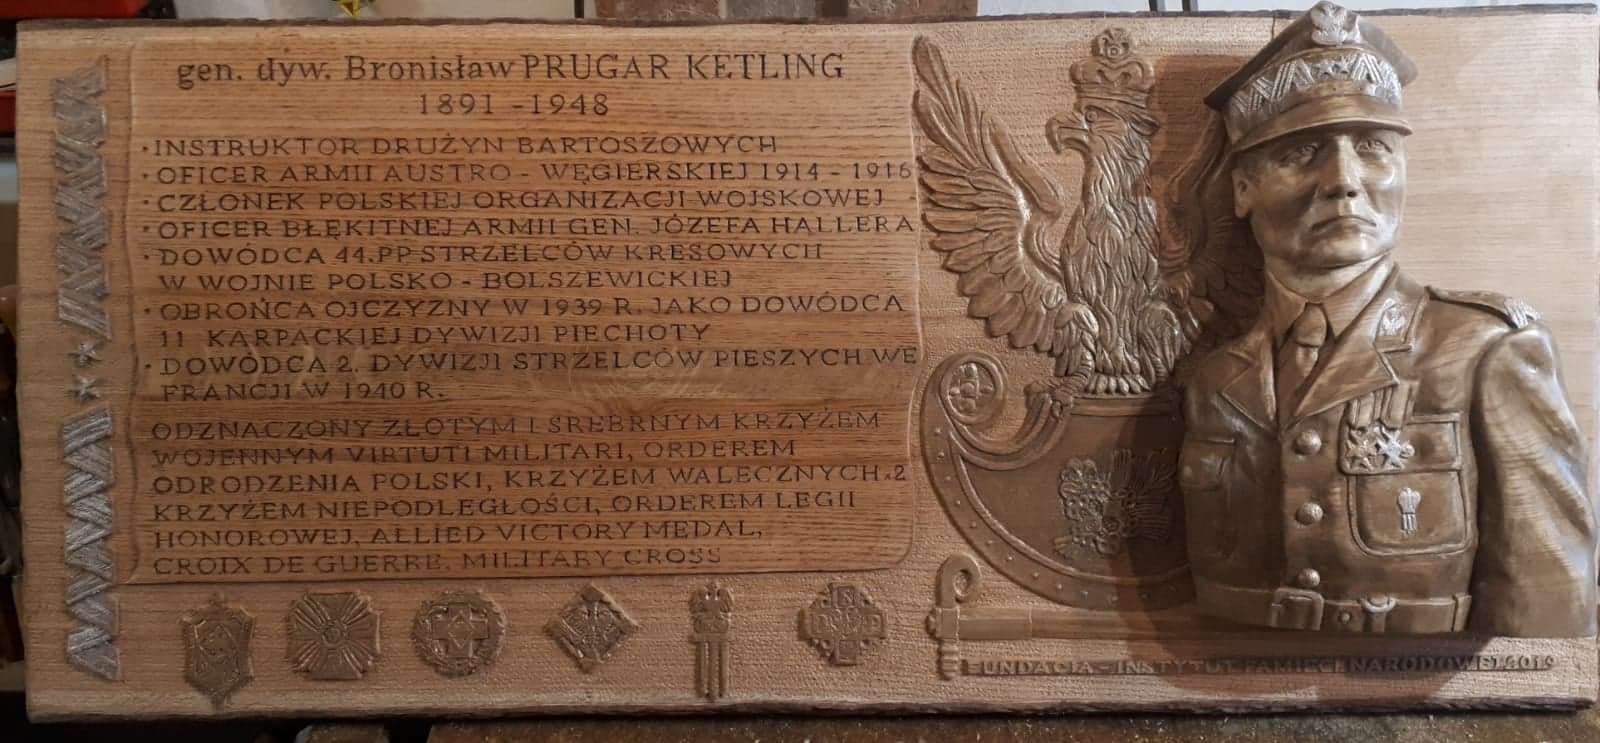 gen. dyw. Bronisław PRUGAR KETLING
1891 - 1948
· INSTRUKTOR DRUŻYN BARTOSZOWYCH
· OFICER ARMII AUSTRO - WĘGIERSKIEJ 1914 - 1916
· CZŁONEK POLSKIEJ ORGANIZACJI WOJSKOWEJ
· OFICER BŁĘKITNEJ ARMII GEN. JÓZEFA HALLERA
· DOWÓDCA 44.PP STRZELCÓW KRESOWYCH
W WOJNIE POLSKO - BOLSZEWICKIEJ
· OBROŃCA OJCZYZNY W 1939 R. JAKO DOWÓDCA
11 KARPACKIEJ DYWIZJI PIECHOTY
· DOWÓDCA 2. DYWIZJI STRZELCÓW PIESZYCH WE
FRANCJI W 1940 R.
ODZNACZONY ZŁOTYM I SREBRNYM KRZYŻEM
WOJENNYM VIRTUTI MILITARI, ORDEREM
ODRODZENIA POLSKI, KRZYŻEM WALECZNYCH x2
KRZYŻEM NIEPODLEGŁOŚCI, ORDEREM LEGII
HONOROWEJ, ALLIED VICTORY MEDAL,
CROIX DE GUERRE, MILITARY CROSS
FUNDACJA - INSTYTUT PAMIĘCI NARODOWEJ